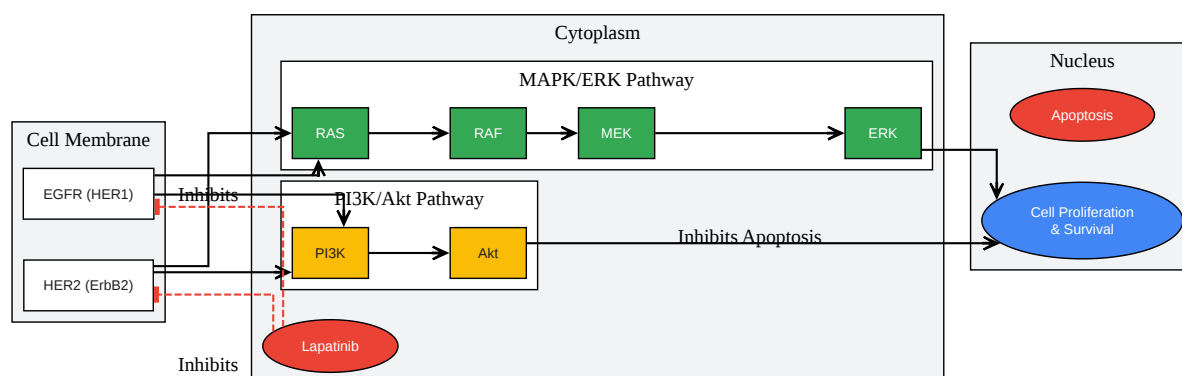 Cytoplasm
Nucleus
MAPK/ERK Pathway
Apoptosis
RAS
RAF
MEK
ERK
Cell Membrane
EGFR (HER1)
Inhibits
PI3K/Akt Pathway
Cell Proliferation
& Survival
Inhibits Apoptosis
PI3K
Akt
HER2 (ErbB2)
Lapatinib
Inhibits